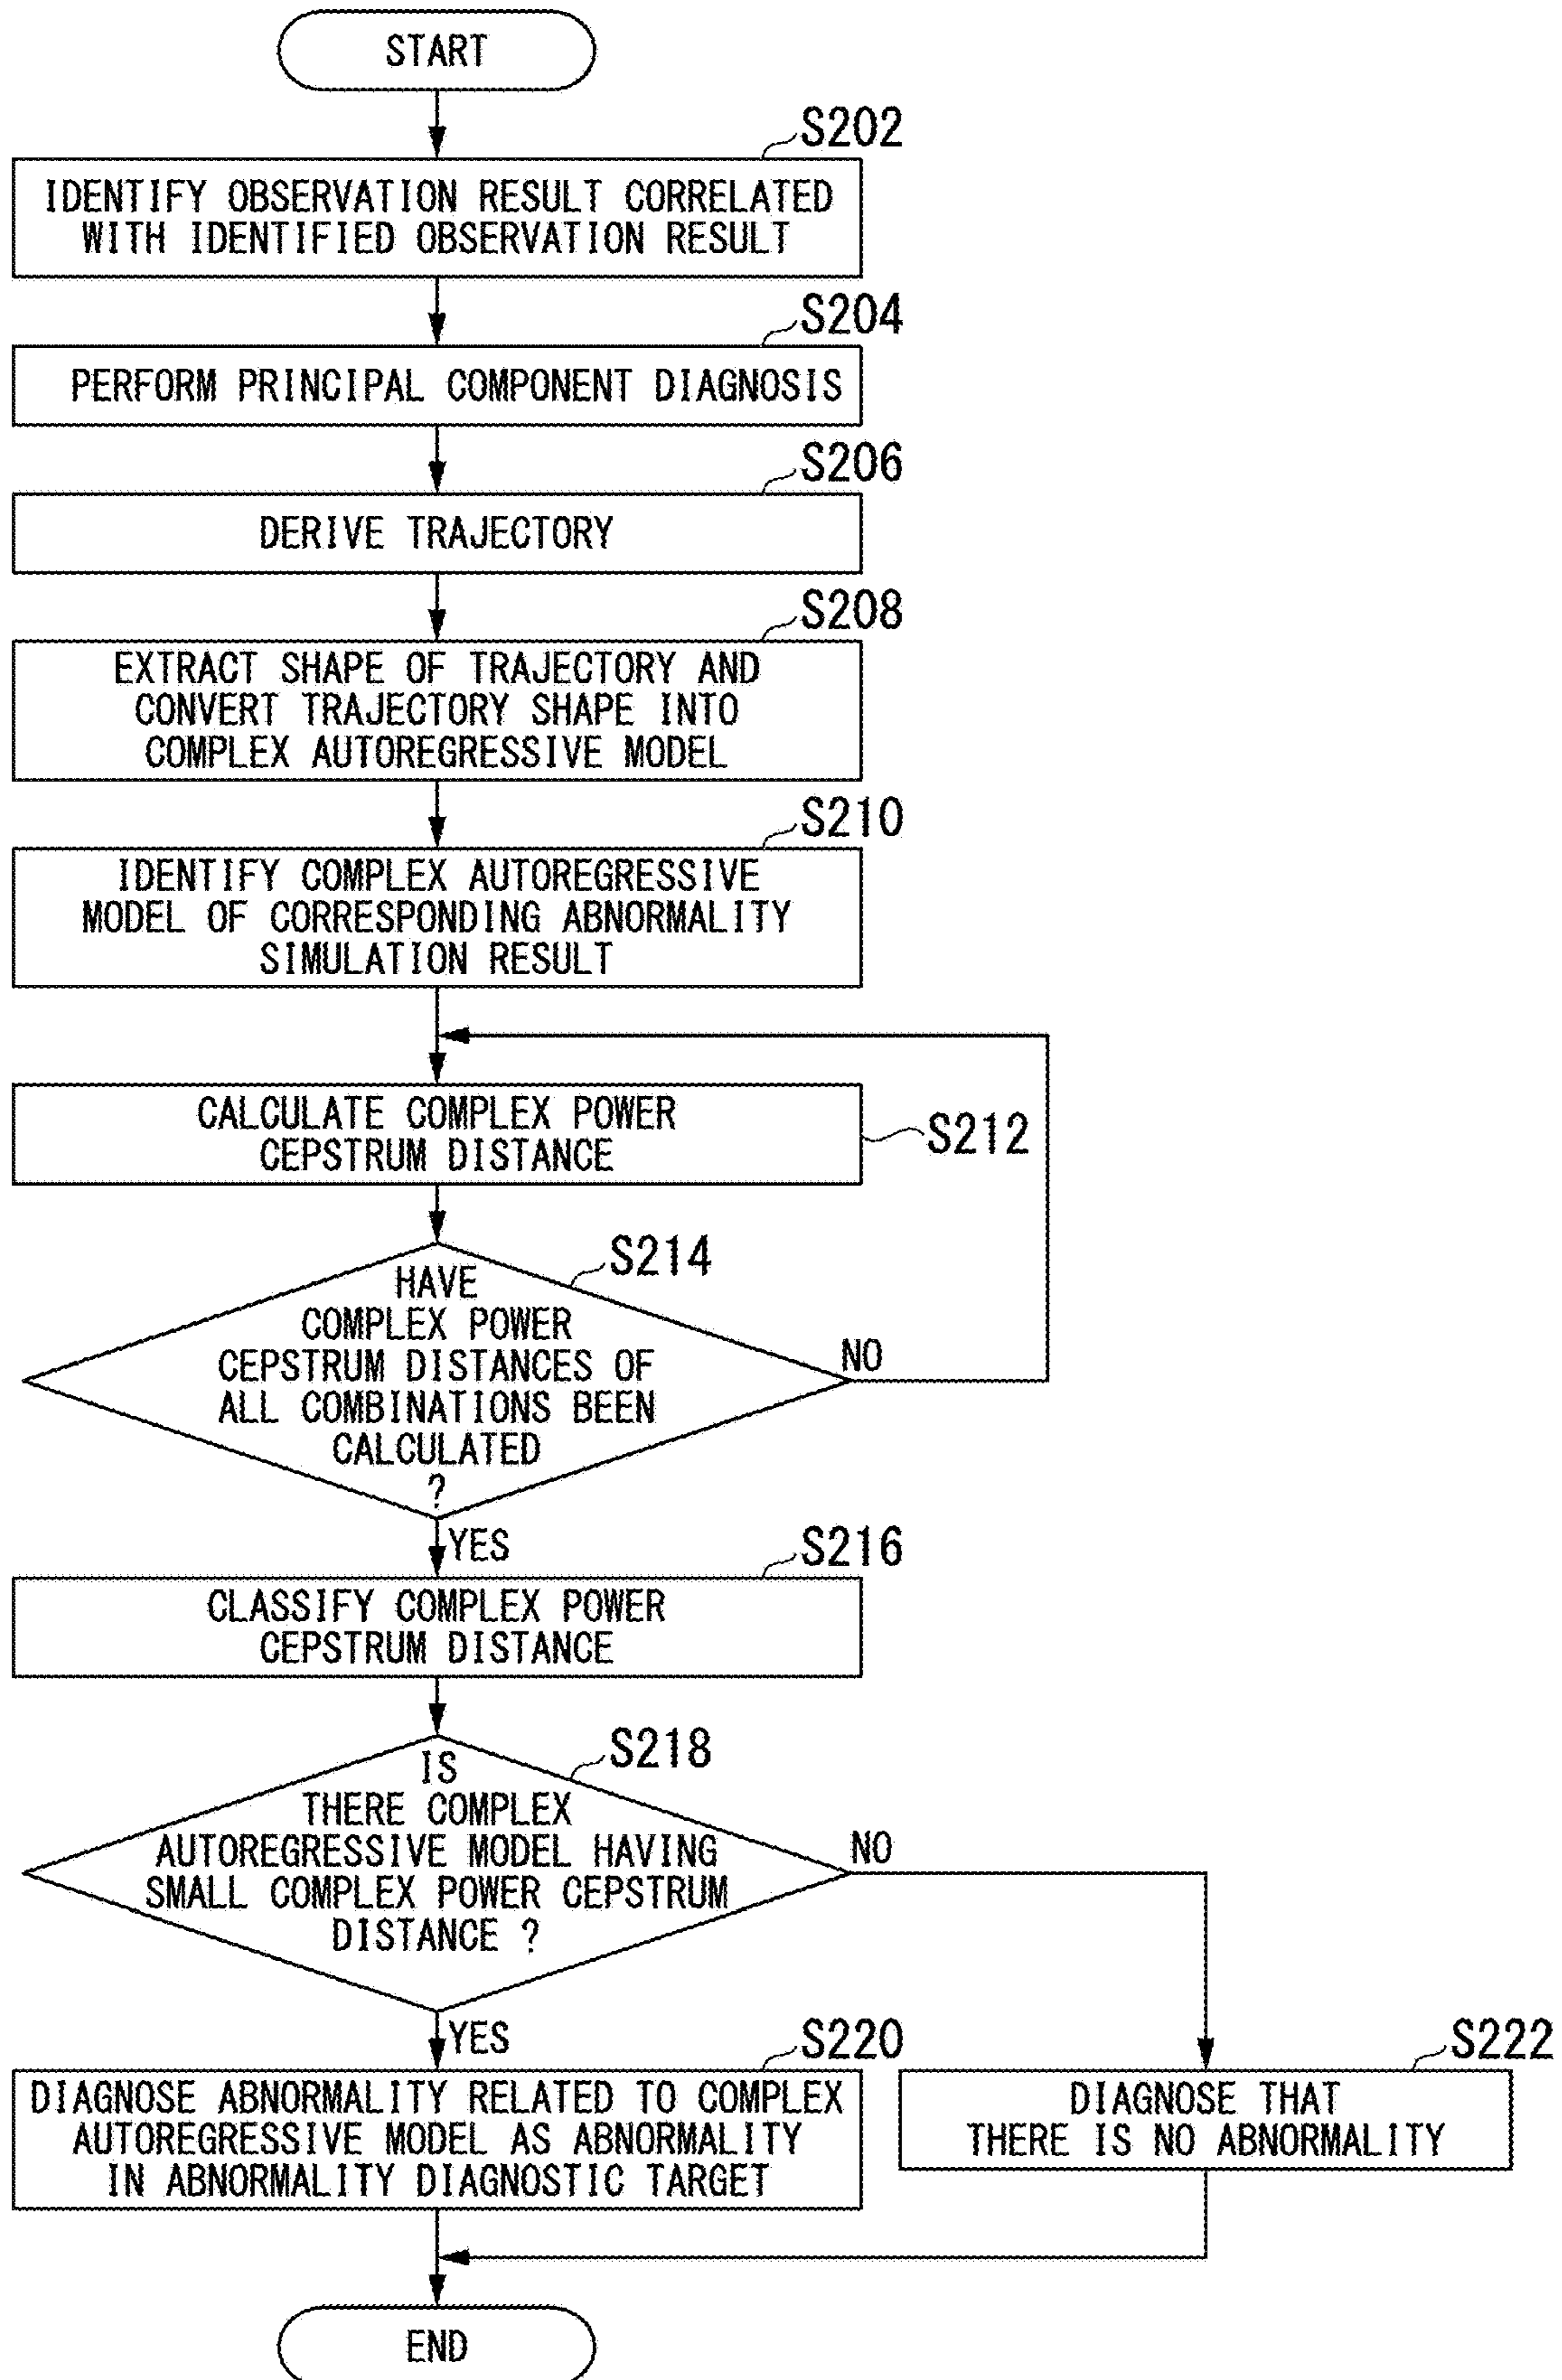 START
S202
IDENTIFY OBSERVATION RESULT CORRELATED
WITH IDENTIFIED OBSERVATION RESULT
S204
PERFORM PRINCIPAL COMPONENT DIAGNOSIS
S206
DERIVE TRAJECTORY
S208
EXTRACT SHAPE OF TRAJECTORY AND
CONVERT TRAJECTORY SHAPE INTO
COMPLEX AUTOREGRESSIVE MODEL
S210
IDENTIFY COMPLEX AUTOREGRESSIVE
MODEL OF CORRESPONDING ABNORMALITY
SIMULATION RESULT
CALCULATE COMPLEX POWER
CEPSTRUM DISTANCE
S212
S214
HAVE
COMPLEX POWER
CEPSTRUM DISTANCES OF
ALL COMBINATIONS BEEN
CALCULATED
?
NO
YES
S216
CLASSIFY COMPLEX POWER
CEPSTRUM DISTANCE
S218
IS
THERE COMPLEX
AUTOREGRESSIVE MODEL HAVING
SMALL COMPLEX POWER CEPSTRUM
DISTANCE ?
NO
YES
S220
DIAGNOSE ABNORMALITY RELATED TO COMPLEX
AUTOREGRESSIVE MODEL AS ABNORMALITY
IN ABNORMALITY DIAGNOSTIC TARGET
S222
DIAGNOSE THAT
THERE IS NO ABNORMALITY
END